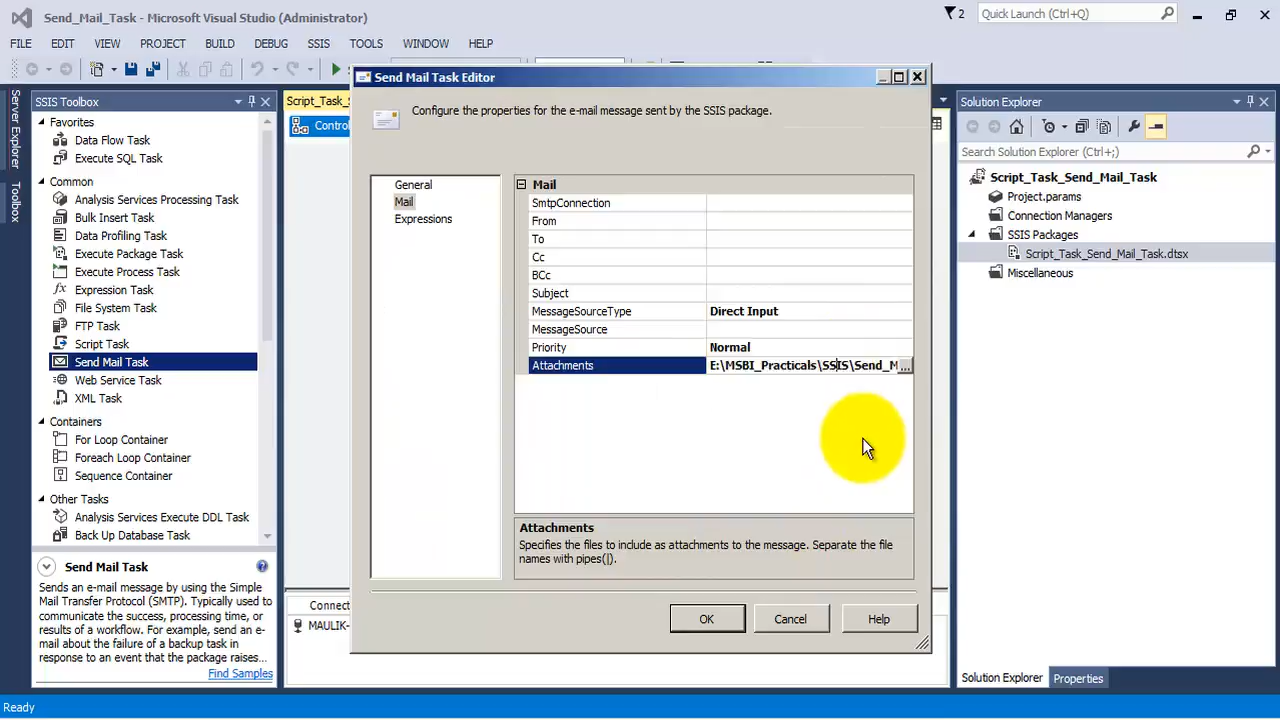 Send_Mail_Task - Microsoft Visual Studio (Administrator)
2
Quick Launch (Ctrl+Q)
FILE EDIT VIEW PROJECT BUILD DEBUG SSIS TOOLS WINDOW HELP
Server Explorer
Toolbox
SSIS Toolbox
Favorites
Data Flow Task
Execute SQL Task
Common
Analysis Services Processing Task
Bulk Insert Task
Data Profiling Task
Execute Package Task
Execute Process Task
Expression Task
File System Task
FTP Task
Script Task
Send Mail Task
Web Service Task
XML Task
Containers
For Loop Container
Foreach Loop Container
Sequence Container
Other Tasks
Analysis Services Execute DDL Task
Back Up Database Task
Send Mail Task
Sends an e-mail message by using the Simple
Mail Transfer Protocol (SMTP). Typically used to
communicate the success, processing time, or
results of a workflow. For example, send an e-
mail about the failure of a backup task in
response to an event that the package raises...
Find Samples
Script_Task_S
Contro
Connect
MAULIK-
Send Mail Task Editor
Configure the properties for the e-mail message sent by the SSIS package.
General
Mail
Expressions
Mail
SmtpConnection
From
To
Cc
BCc
Subject
MessageSourceType Direct Input
MessageSource
Priority Normal
Attachments E:\MSBI_Practicals\SSIS\Send_M ...
Attachments
Specifies the files to include as attachments to the message. Separate the file
names with pipes(|).
OK Cancel Help
Solution Explorer
Search Solution Explorer (Ctrl+;)
Script_Task_Send_Mail_Task
Project.params
Connection Managers
SSIS Packages
Script_Task_Send_Mail_Task.dtsx
Miscellaneous
Solution Explorer Properties
Ready